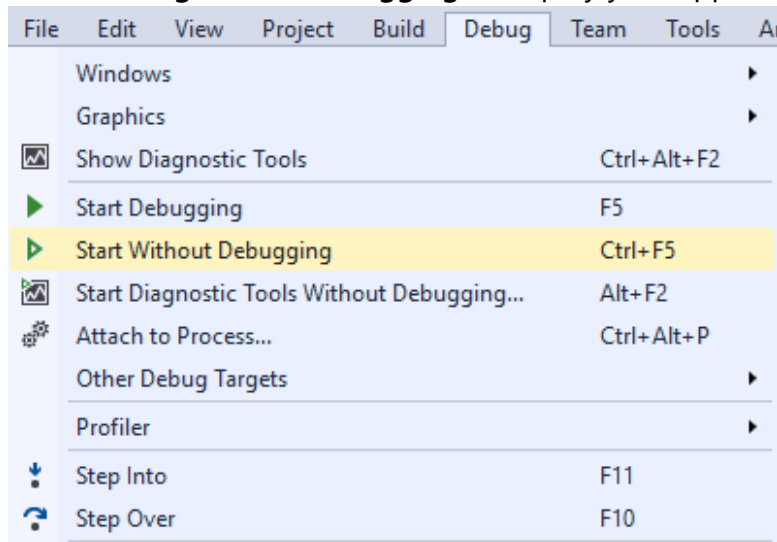 File Edit View Project Build Debug Team Tools
Windows
Graphics
Show Diagnostic Tools Ctrl+Alt+F2
Start Debugging F5
Start Without Debugging Ctrl+F5
Start Diagnostic Tools Without Debugging... Alt+F2
Attach to Process... Ctrl+Alt+P
Other Debug Targets
Profiler
Step Into F11
Step Over F10